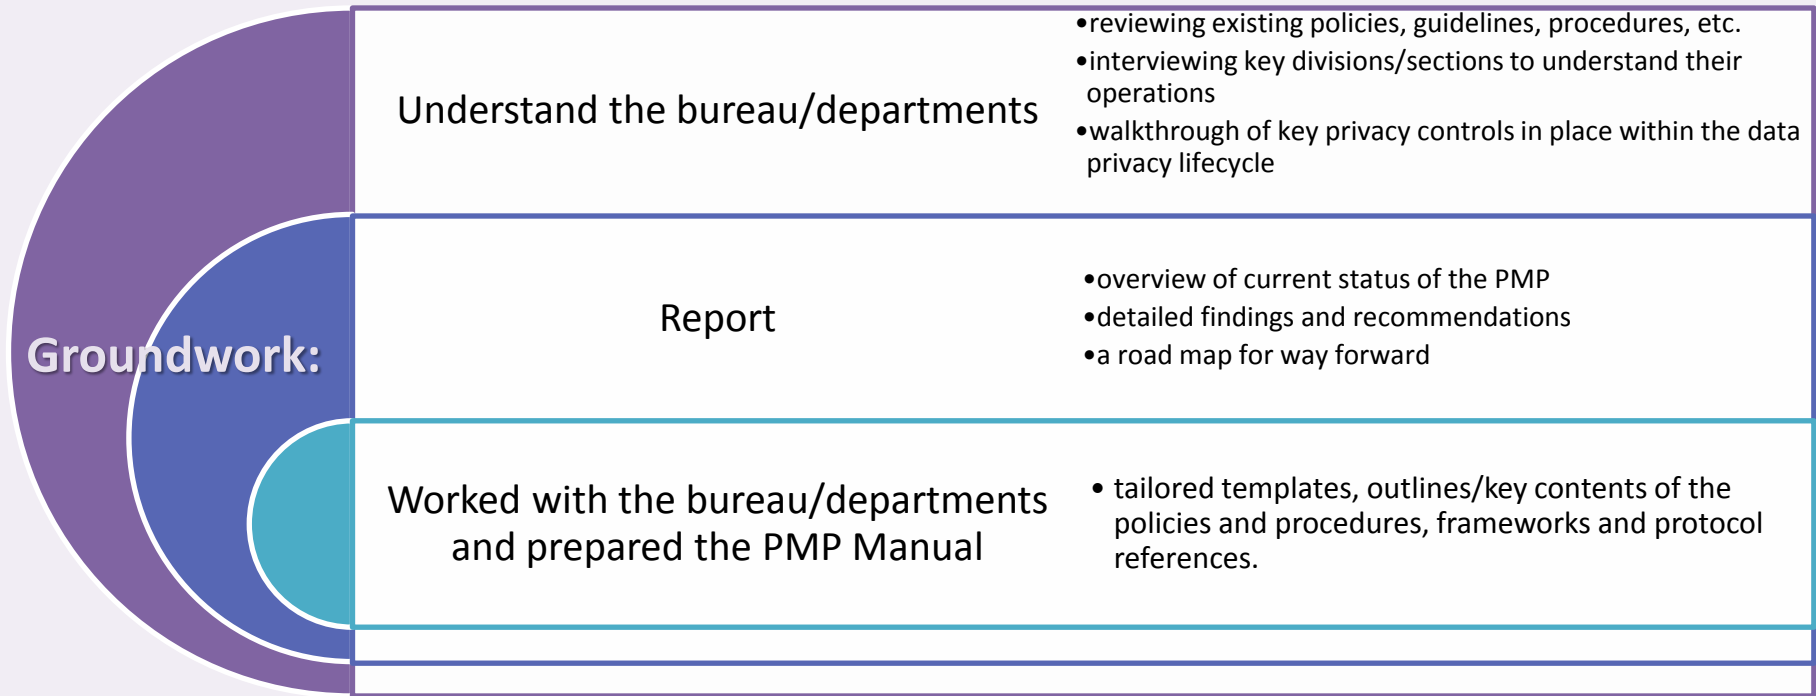 Groundwork:
Understand the bureau/departments
•reviewing existing policies, guidelines, procedures, etc.
•interviewing key divisions/sections to understand their
operations
•walkthrough of key privacy controls in place within the data
privacy lifecycle
Report
•overview of current status of the PMP
•detailed findings and recommendations
•a road map for way forward
Worked with the bureau/departments
and prepared the PMP Manual
• tailored templates, outlines/key contents of the
policies and procedures, frameworks and protocol
references.